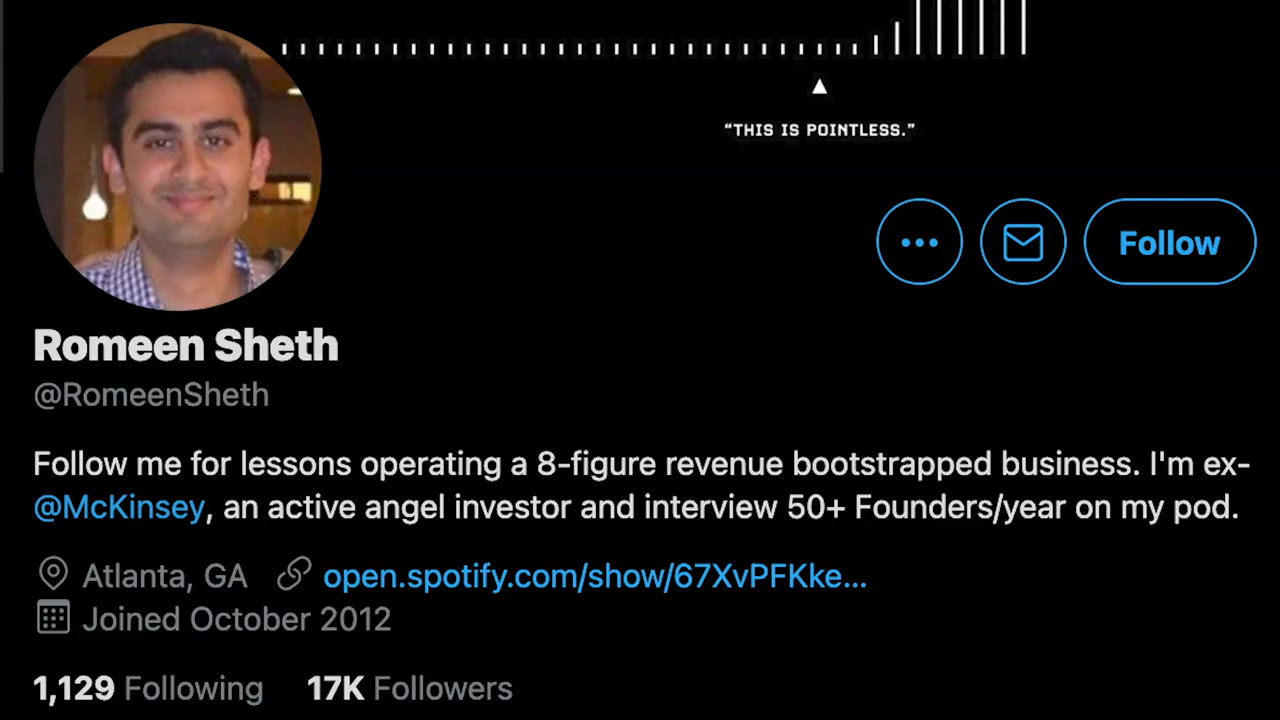 “THIS IS POINTLESS.”
Follow
Romeen Sheth
@RomeenSheth
Follow me for lessons operating a 8-figure revenue bootstrapped business. I'm ex-
@McKinsey, an active angel investor and interview 50+ Founders/year on my pod.
Atlanta, GA open.spotify.com/show/67XvPFKke...
Joined October 2012
1,129 Following 17K Followers